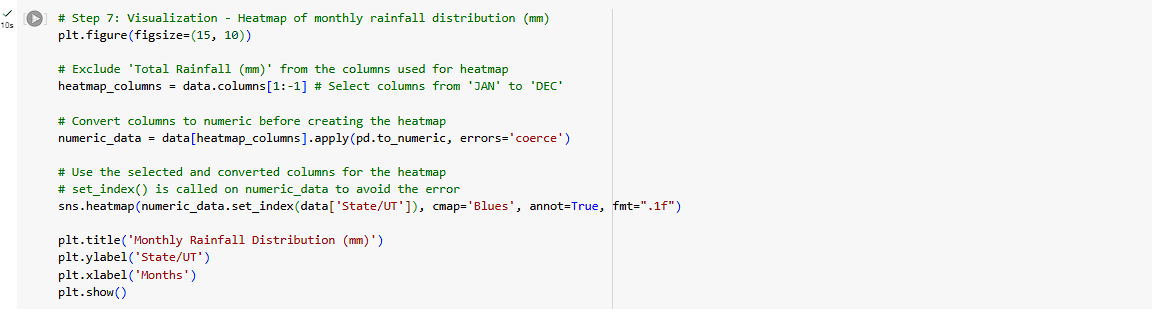 # Step 7: Visualization - Heatmap of monthly rainfall distribution (mm)
plt.figure(figsize=(15, 10))
# Exclude 'Total Rainfall (mm)' from the columns used for heatmap
heatmap_columns = data.columns[1:-1] # Select columns from 'JAN' to 'DEC'
# Convert columns to numeric before creating the heatmap
numeric_data = data[heatmap_columns].apply(pd.to_numeric, errors='coerce')
# Use the selected and converted columns for the heatmap
# set_index() is called on numeric_data to avoid the error
sns.heatmap(numeric_data.set_index(data['State/UT']), cmap='Blues', annot=True, fmt=".1f")
plt.title('Monthly Rainfall Distribution (mm)')
plt.ylabel('State/UT')
plt.xlabel('Months')
plt.show()
10s